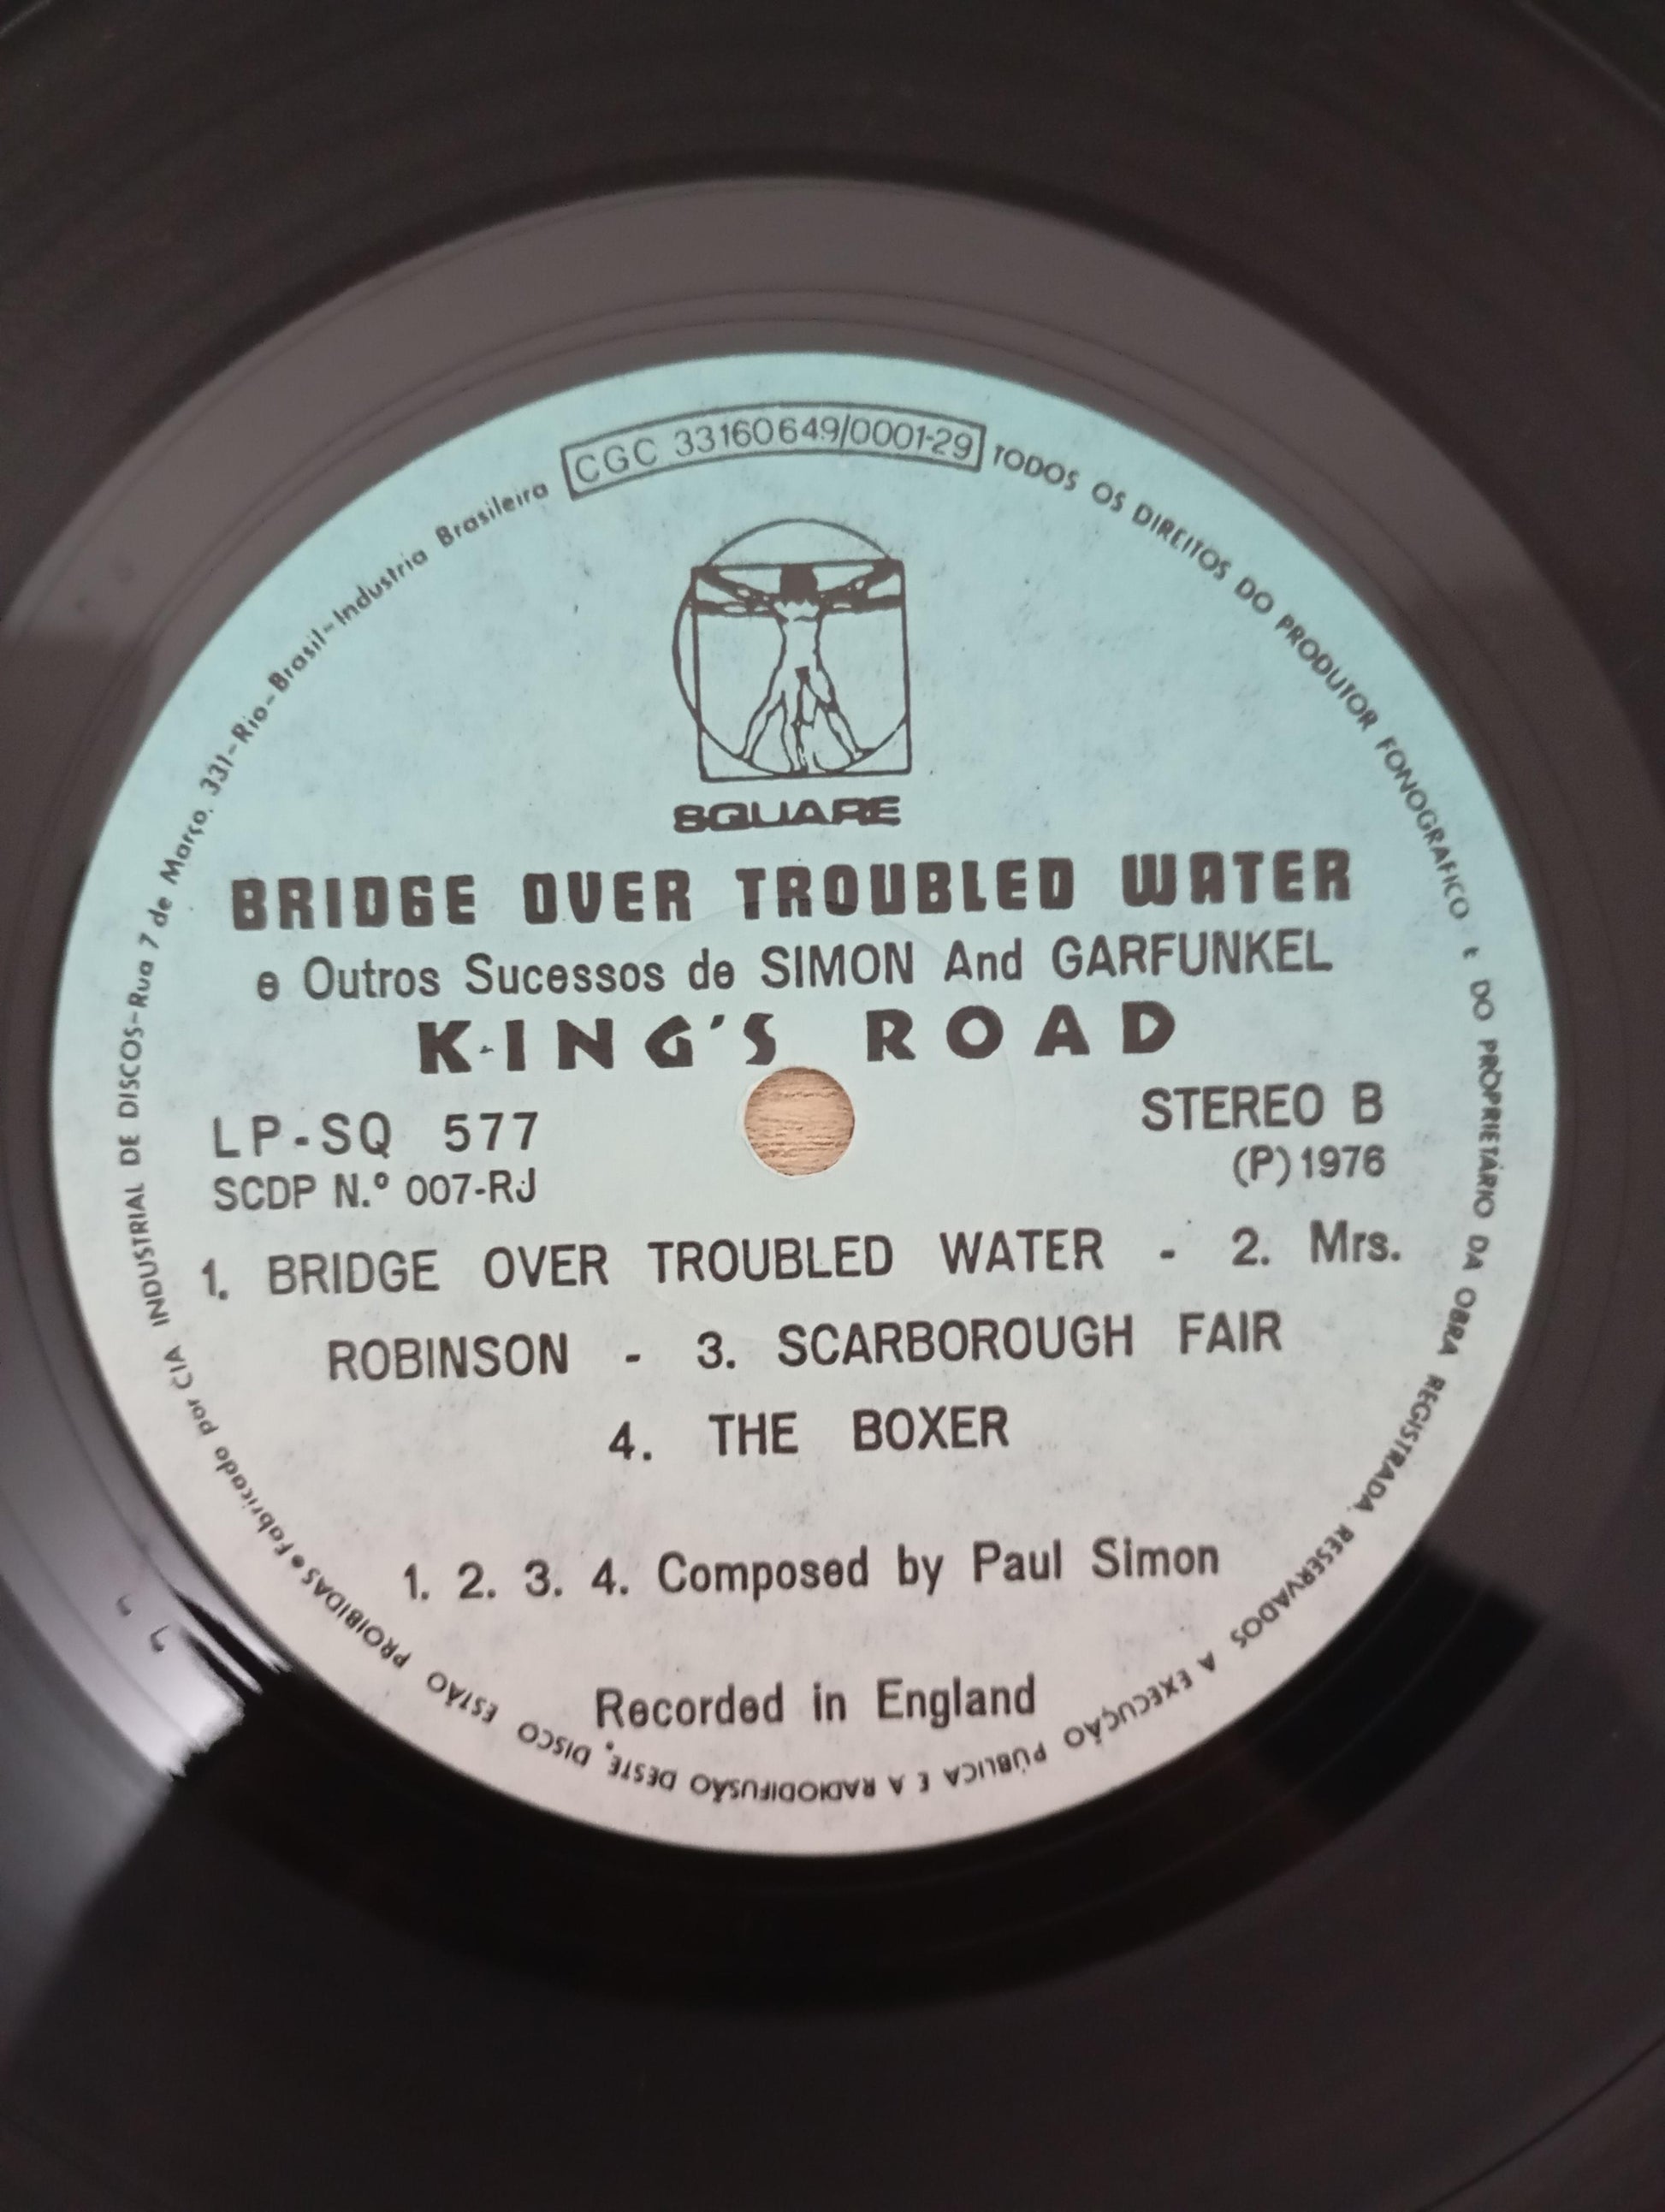 CGC 33160649/0001-29
TODOS OS DIREITOS DO PRODUTOR FONOGRAFICO E DO PROPRIETÁRIO DA OBRA REGISTRADA. RESERVADOS A EXECUÇÃO PÚBLICA E A RADIODIFUSÃO DESTE DISCO ESTÃO PROIBIDAS • Fabricado por CIA INDUSTRIAL DE DISCOS-Rua 7 de Março, 331-Rio-Brasil-Industria Brasileira
SQUARE
BRIDGE OVER TROUBLED WATER
e Outros Sucessos de SIMON And GARFUNKEL
KING'S ROAD
LP-SQ 577
STEREO B
SCDP N.º 007-RJ
(P) 1976
1. BRIDGE OVER TROUBLED WATER - 2. Mrs.
ROBINSON - 3. SCARBOROUGH FAIR
4. THE BOXER
1. 2. 3. 4. Composed by Paul Simon
Recorded in England